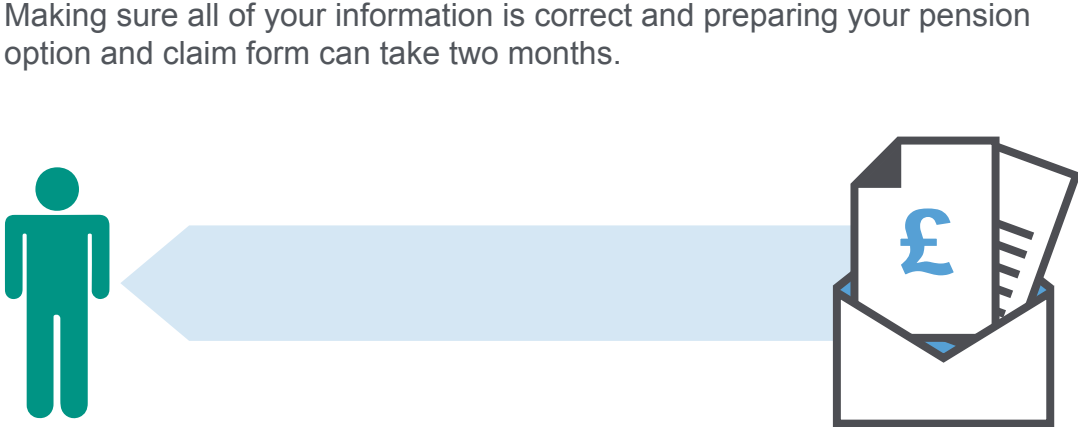 Making sure all of your information is correct and preparing your pension
option and claim form can take two months.
£